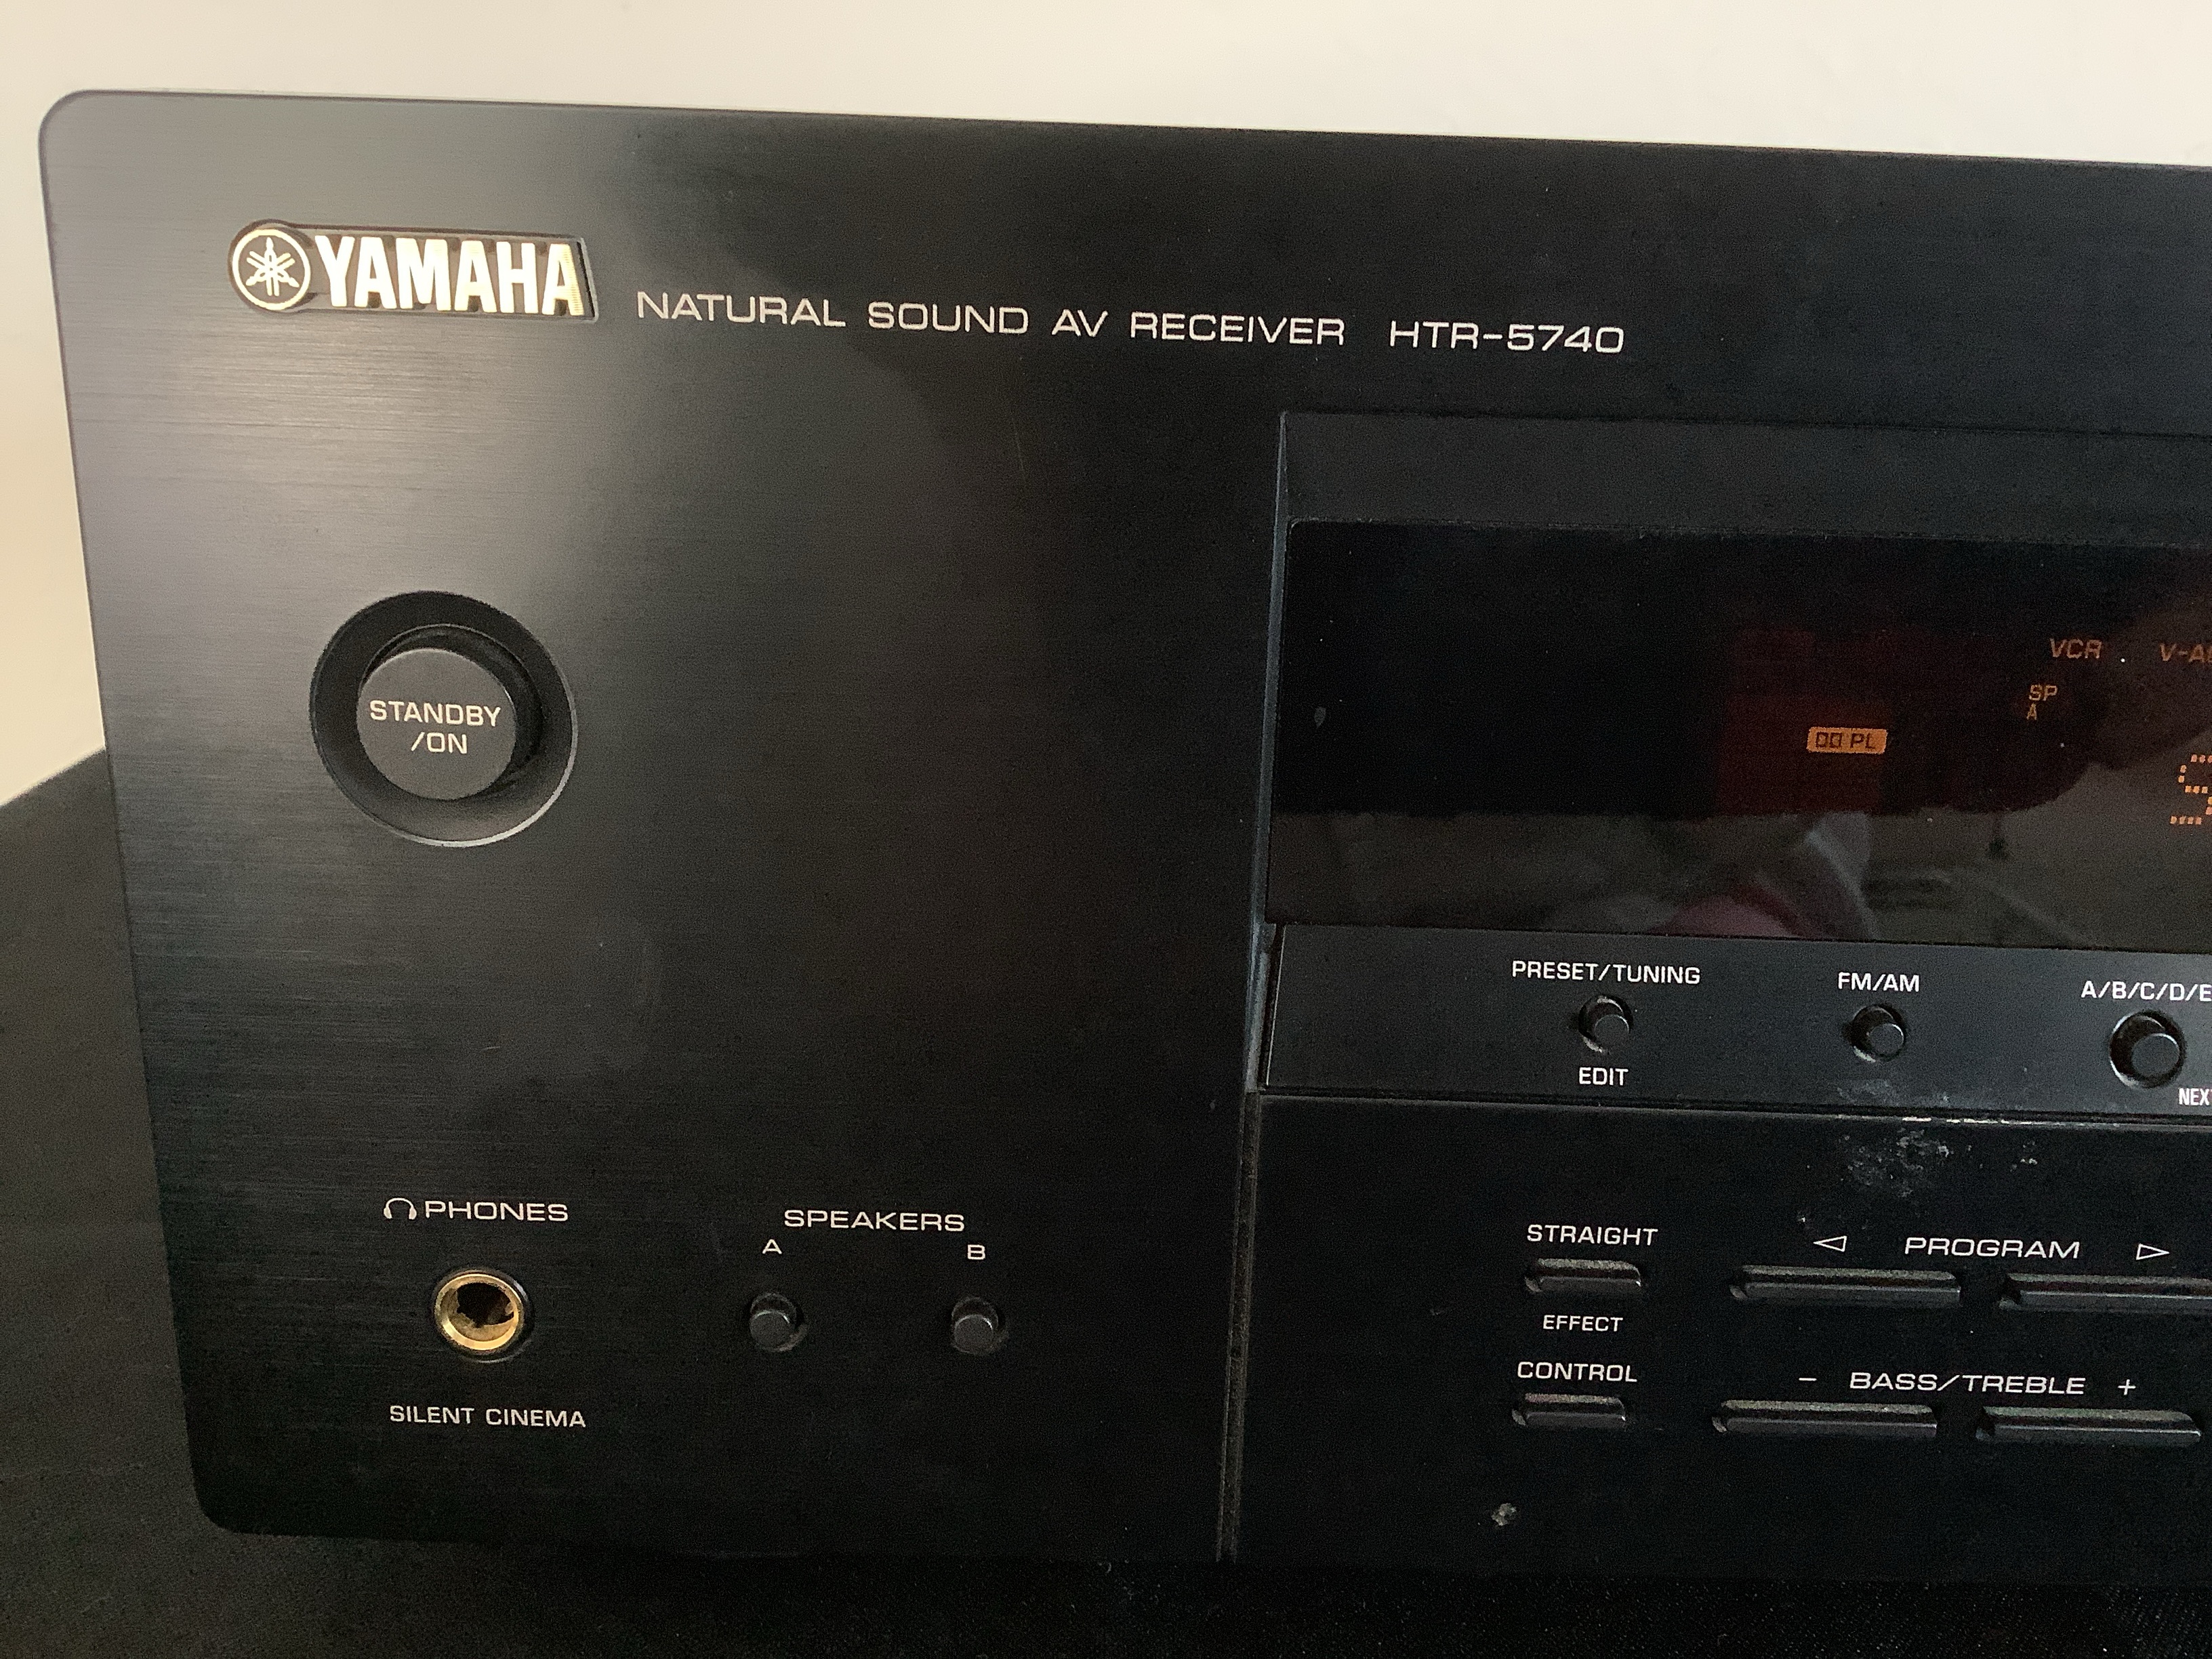 YAMAHA
NATURAL SOUND AV RECEIVER HTR-5740
STANDBY
/ON
VCR
SP
A
PL
PRESET/TUNING
FM/AM
A/B/C/D/E
EDIT
PHONES
SPEAKERS
A
B
SILENT CINEMA
STRAIGHT
PROGRAM
EFFECT
CONTROL
- BASS/TREBLE +